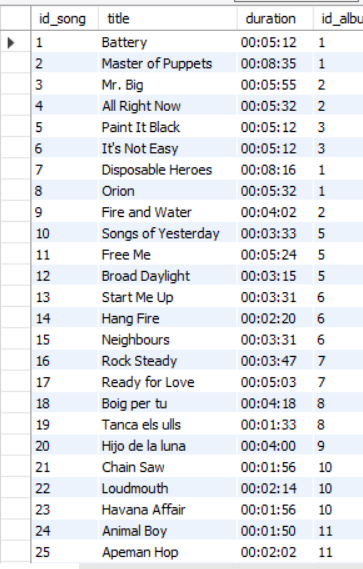 id_song title duration id_albu
1 Battery 00:05:12 1
2 Master of Puppets 00:08:35 1
3 Mr. Big 00:05:55 2
4 All Right Now 00:05:32 2
5 Paint It Black 00:05:12 3
6 It's Not Easy 00:05:12 3
7 Disposable Heroes 00:08:16 1
8 Orion 00:05:32 1
9 Fire and Water 00:04:02 2
10 Songs of Yesterday 00:03:33 5
11 Free Me 00:05:24 5
12 Broad Daylight 00:03:15 5
13 Start Me Up 00:03:31 6
14 Hang Fire 00:02:20 6
15 Neighbours 00:03:31 6
16 Rock Steady 00:03:47 7
17 Ready for Love 00:05:03 7
18 Boig per tu 00:04:18 8
19 Tanca els ulls 00:01:33 8
20 Hijo de la luna 00:04:00 9
21 Chain Saw 00:01:56 10
22 Loudmouth 00:02:14 10
23 Havana Affair 00:01:56 10
24 Animal Boy 00:01:50 11
25 Apeman Hop 00:02:02 11